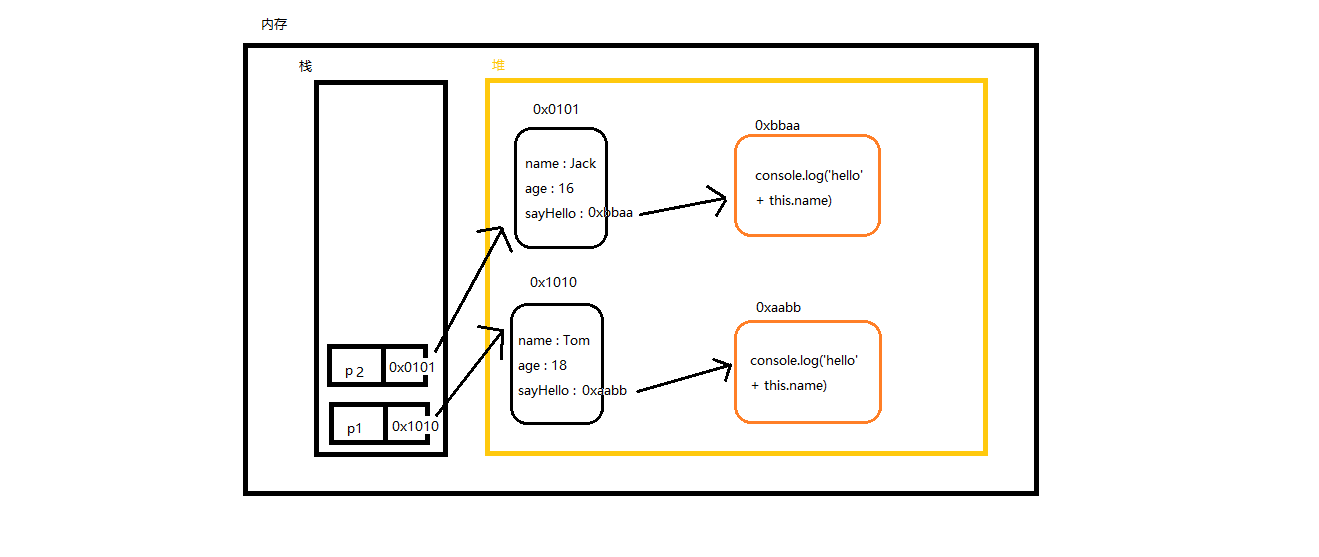 内存
栈
堆
0x0101
name : Jack
age : 16
sayHello : 0xbbaa
0xbbaa
console.log('hello'
+ this.name)
0x1010
name : Tom
age : 18
sayHello : 0xaabb
0xaabb
console.log('hello'
+ this.name)
p 2
0x0101
p1
0x1010